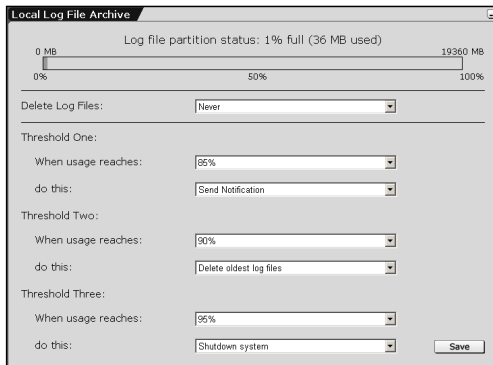 Local Log File Archive
Log file partition status: 1% full (36 MB used)
0 MB 19360 MB
0% 50% 100%
Delete Log Files: Never
Threshold One:
When usage reaches: 85%
do this: Send Notification
Threshold Two:
When usage reaches: 90%
do this: Delete oldest log files
Threshold Three:
When usage reaches: 95%
do this: Shutdown system
Save